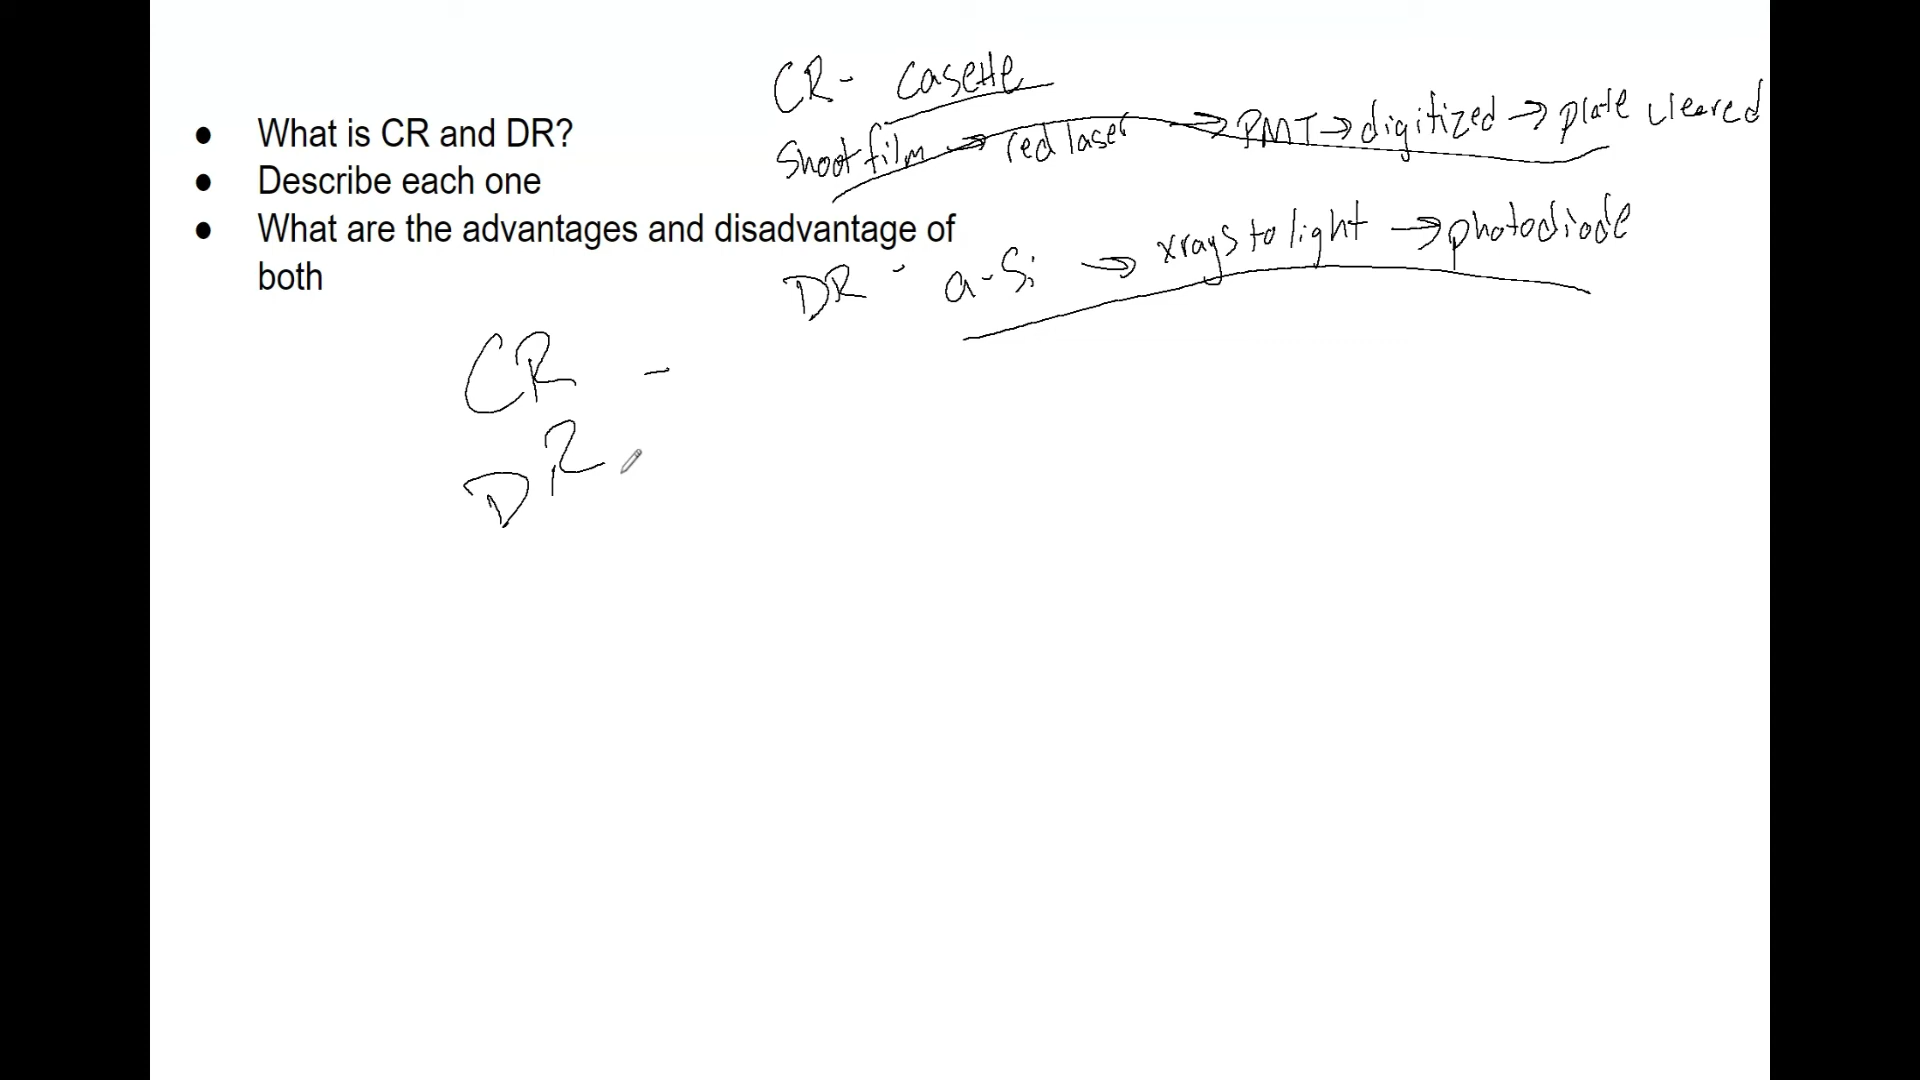 ● What is CR and DR?
● Describe each one
● What are the advantages and disadvantage of
both
CR - Casette
Shoot film → red laser → PMT → digitized → plate cleared
DR - a-Si → xrays to light → photodiode
CR -
DR